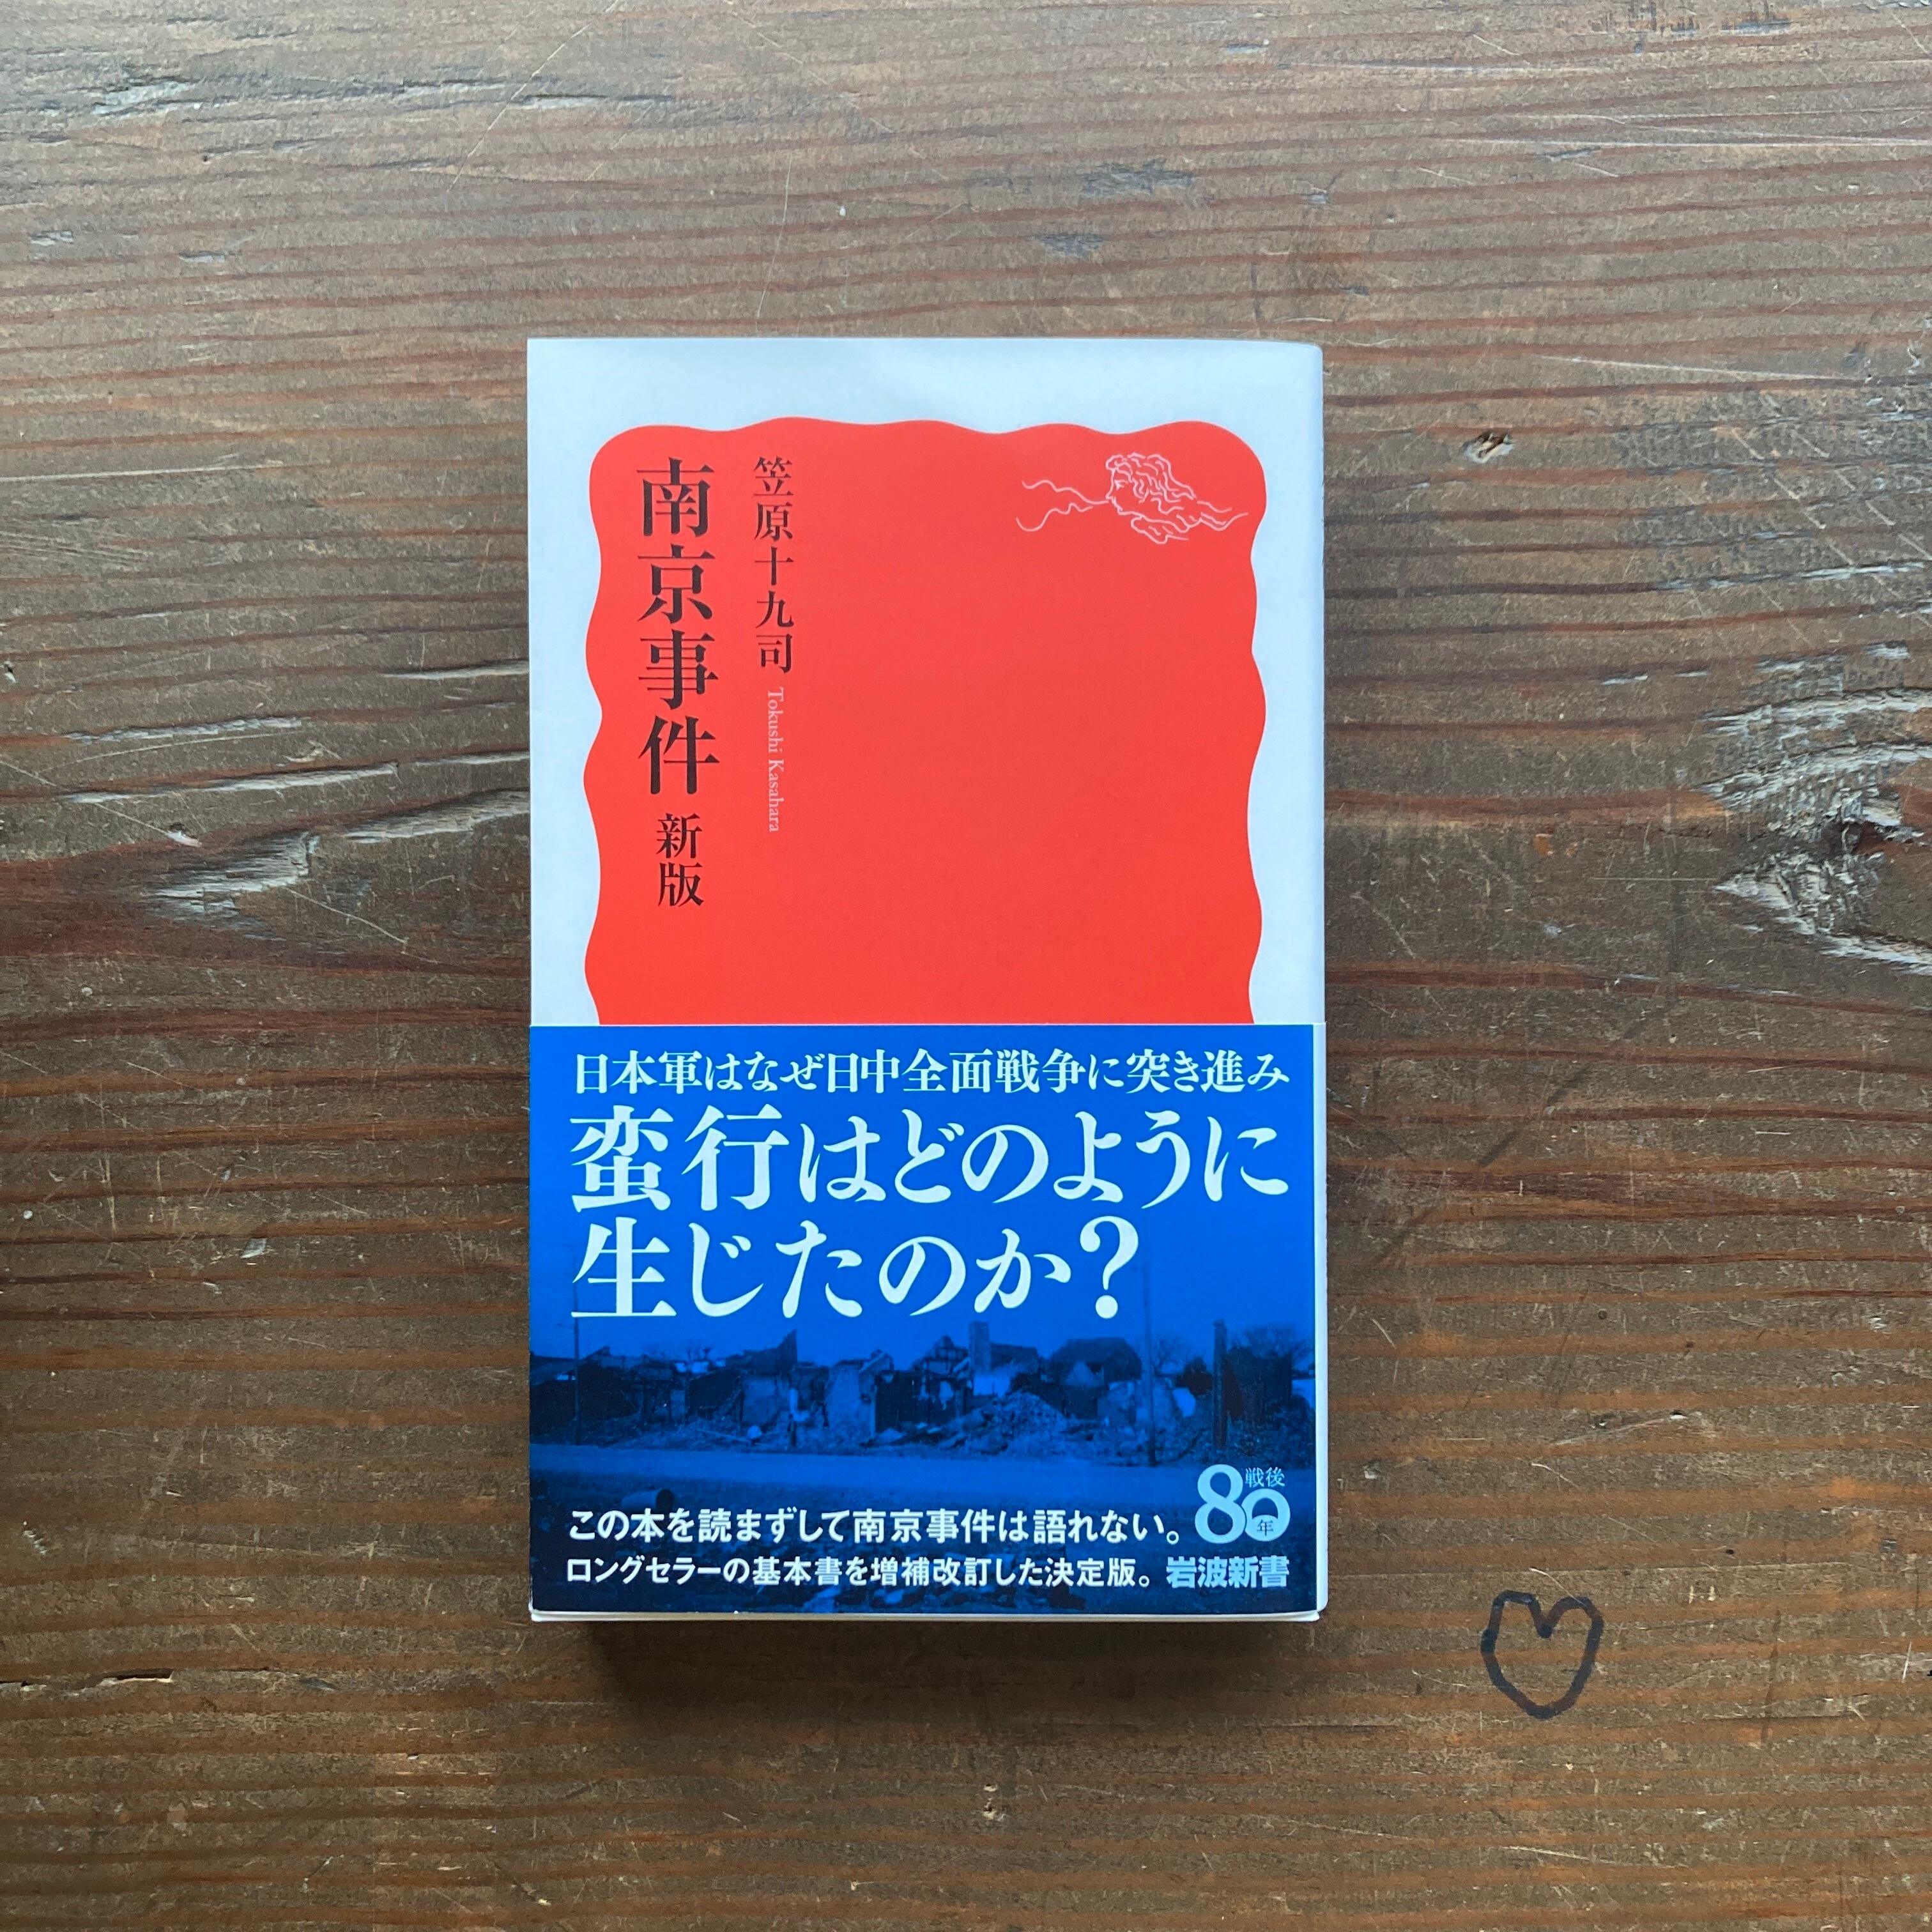 笠原十九司 Tokushi Kasahara
南京事件 新版
日本軍はなぜ日中全面戦争に突き進み
蛮行はどのように
生じたのか?
戦後
80年
この本を読まずして南京事件は語れない。
ロングセラーの基本書を増補改訂した決定版。岩波新書